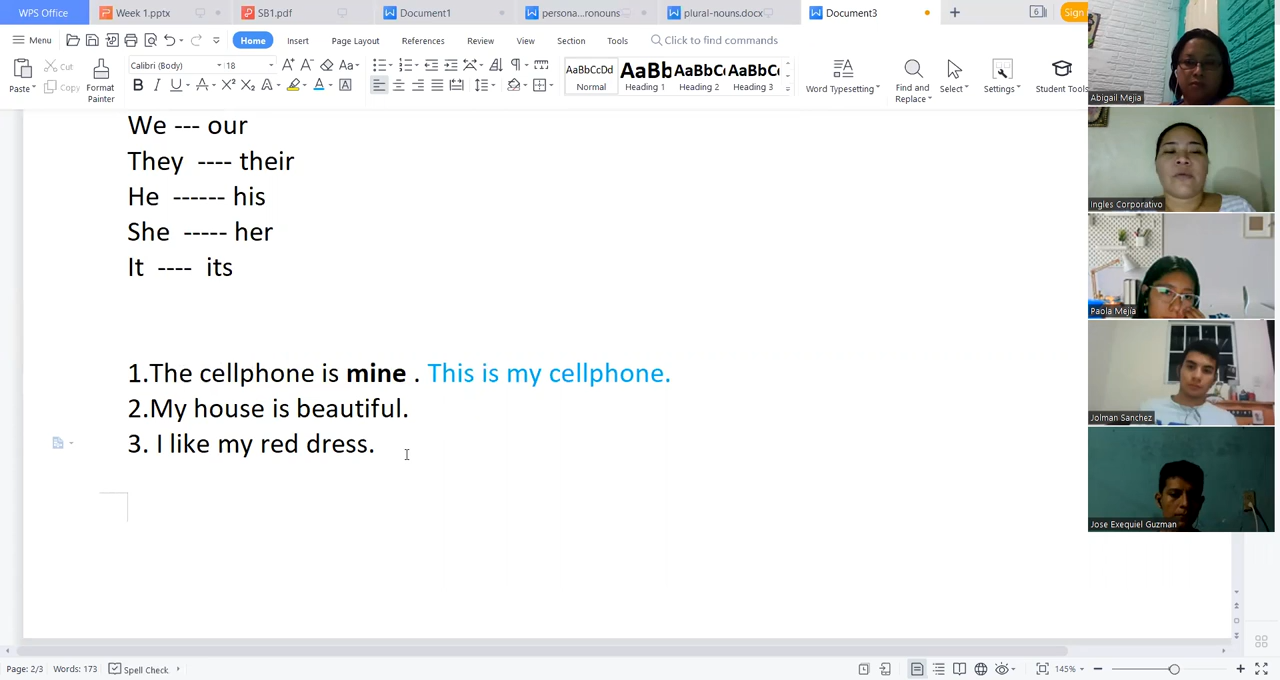 WPS Office Week 1.pptx SB1.pdf Document1 persona...ronouns plural-nouns.docx Document3 6 Sign
Menu Home Insert Page Layout References Review View Section Tools Click to find commands
Cut Calibri (Body) 18 AaBbCcDd AaBb AaBbC AaBbC
Paste Copy Format Painter Normal Heading 1 Heading 2 Heading 3 Word Typesetting Find and Replace Select Settings Student Tools
Abigail Mejia
We --- our
They ---- their
He ------ his
She ----- her
It ---- its
Ingles Corporativo
Paola Mejia
1.The cellphone is mine . This is my cellphone.
2.My house is beautiful.
3. I like my red dress.
Jolman Sanchez
Jose Exequiel Guzman
Page: 2/3 Words: 173 Spell Check 145%